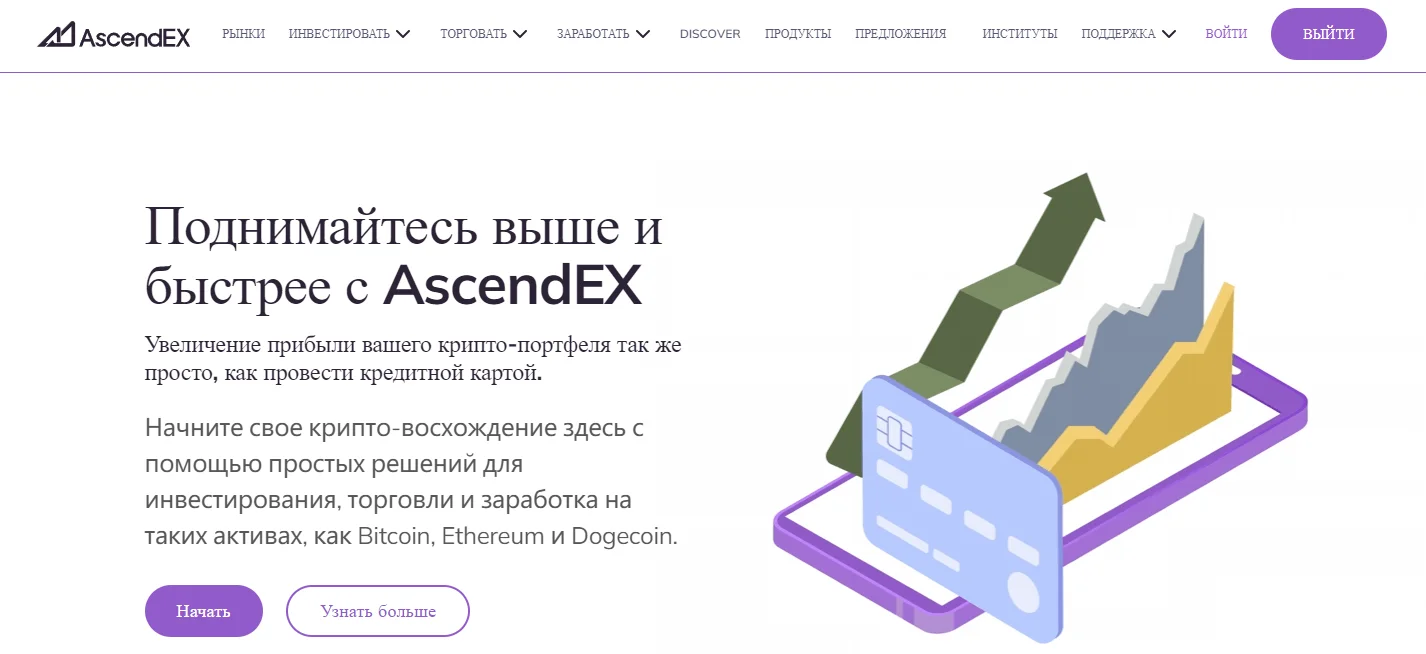 AscendEX
РЫНКИ
ИНВЕСТИРОВАТЬ
ТОРГОВАТЬ
ЗАРАБОТАТЬ
DISCOVER
ПРОДУКТЫ
ПРЕДЛОЖЕНИЯ
ИНСТИТУТЫ
ПОДДЕРЖКА
ВОЙТИ
ВЫЙТИ
Поднимайтесь выше и
быстрее с AscendEX
Увеличение прибыли вашего крипто-портфеля так же
просто, как провести кредитной картой.
Начните свое крипто-восхождение здесь с
помощью простых решений для
инвестирования, торговли и заработка на
таких активах, как Bitcoin, Ethereum и Dogecoin.
Начать
Узнать больше